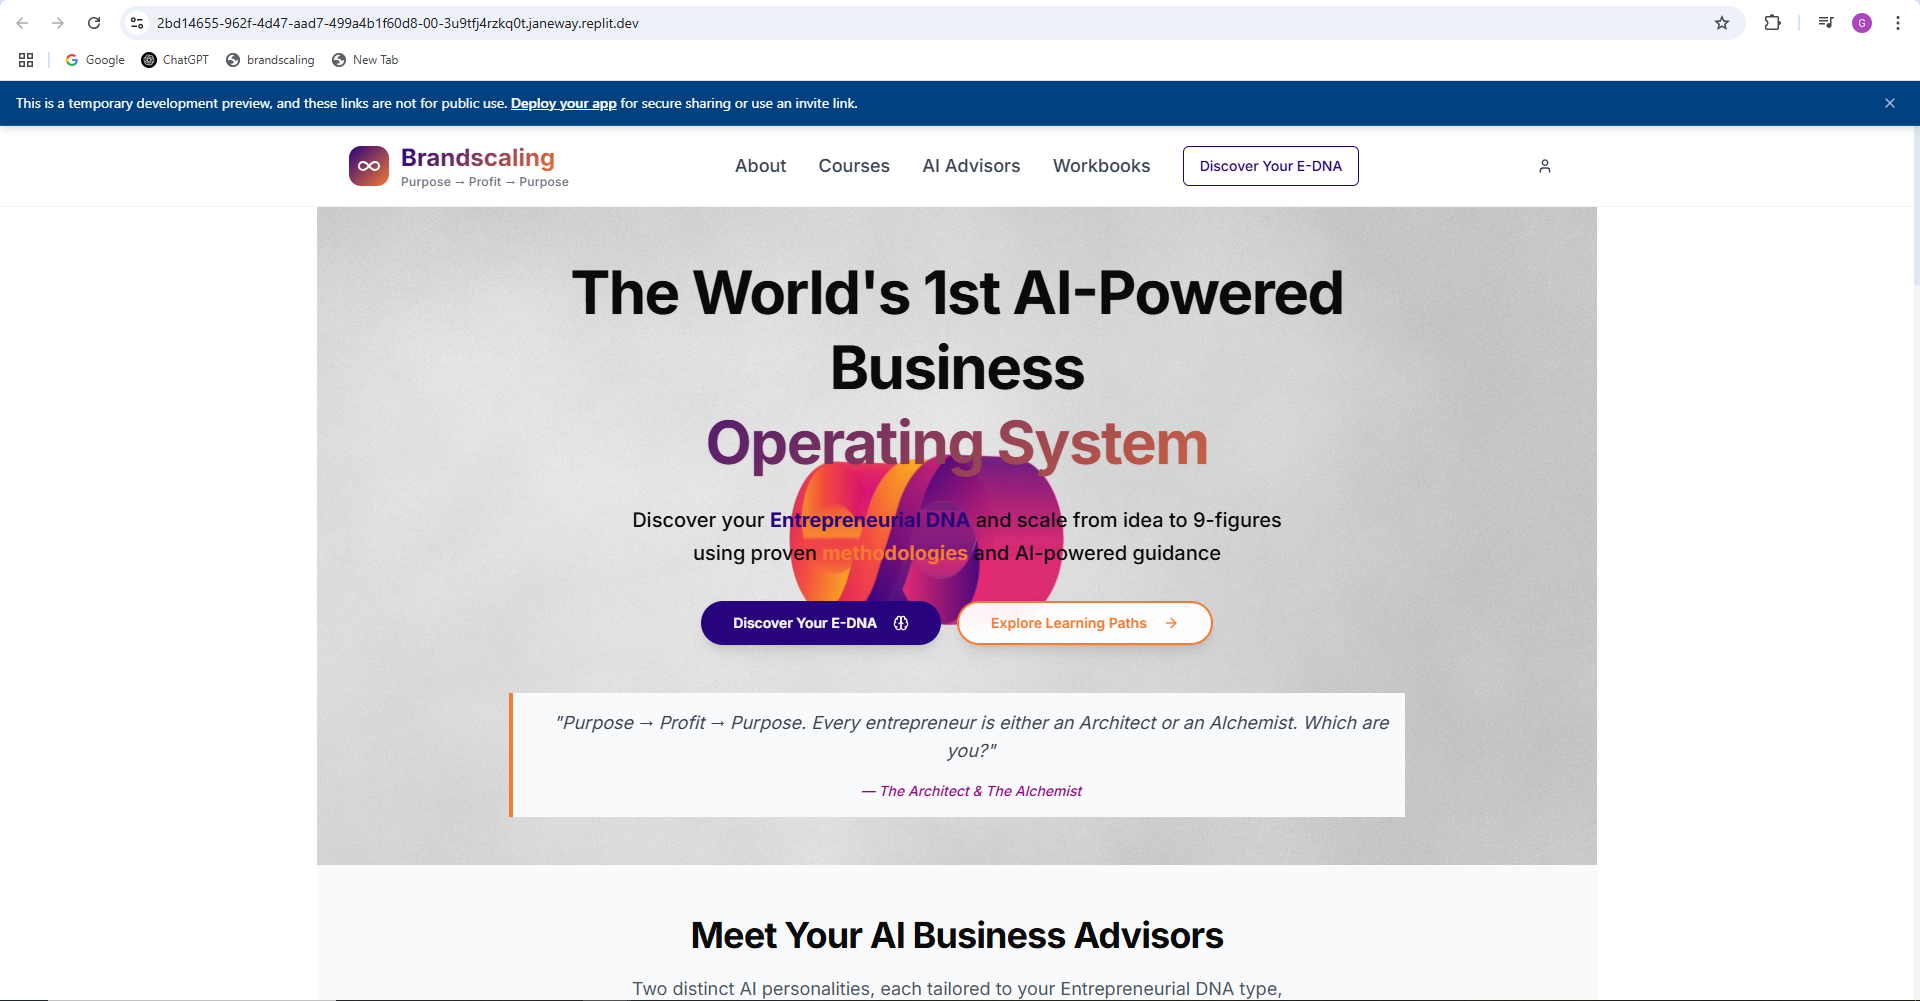 2bd14655-962f-4d47-aad7-499a4b1f60d8-00-3u9tfj4rzkq0t.janeway.replit.dev
G
Google
ChatGPT
brandscaling
New Tab
This is a temporary development preview, and these links are not for public use. Deploy your app for secure sharing or use an invite link.
Brandscaling
Purpose → Profit → Purpose
About
Courses
AI Advisors
Workbooks
Discover Your E-DNA
The World's 1st AI-Powered
Business
Operating System
Discover your Entrepreneurial DNA and scale from idea to 9-figures
using proven methodologies and AI-powered guidance
Discover Your E-DNA
Explore Learning Paths →
"Purpose → Profit → Purpose. Every entrepreneur is either an Architect or an Alchemist. Which are
you?"
— The Architect & The Alchemist
Meet Your AI Business Advisors
Two distinct AI personalities, each tailored to your Entrepreneurial DNA type,